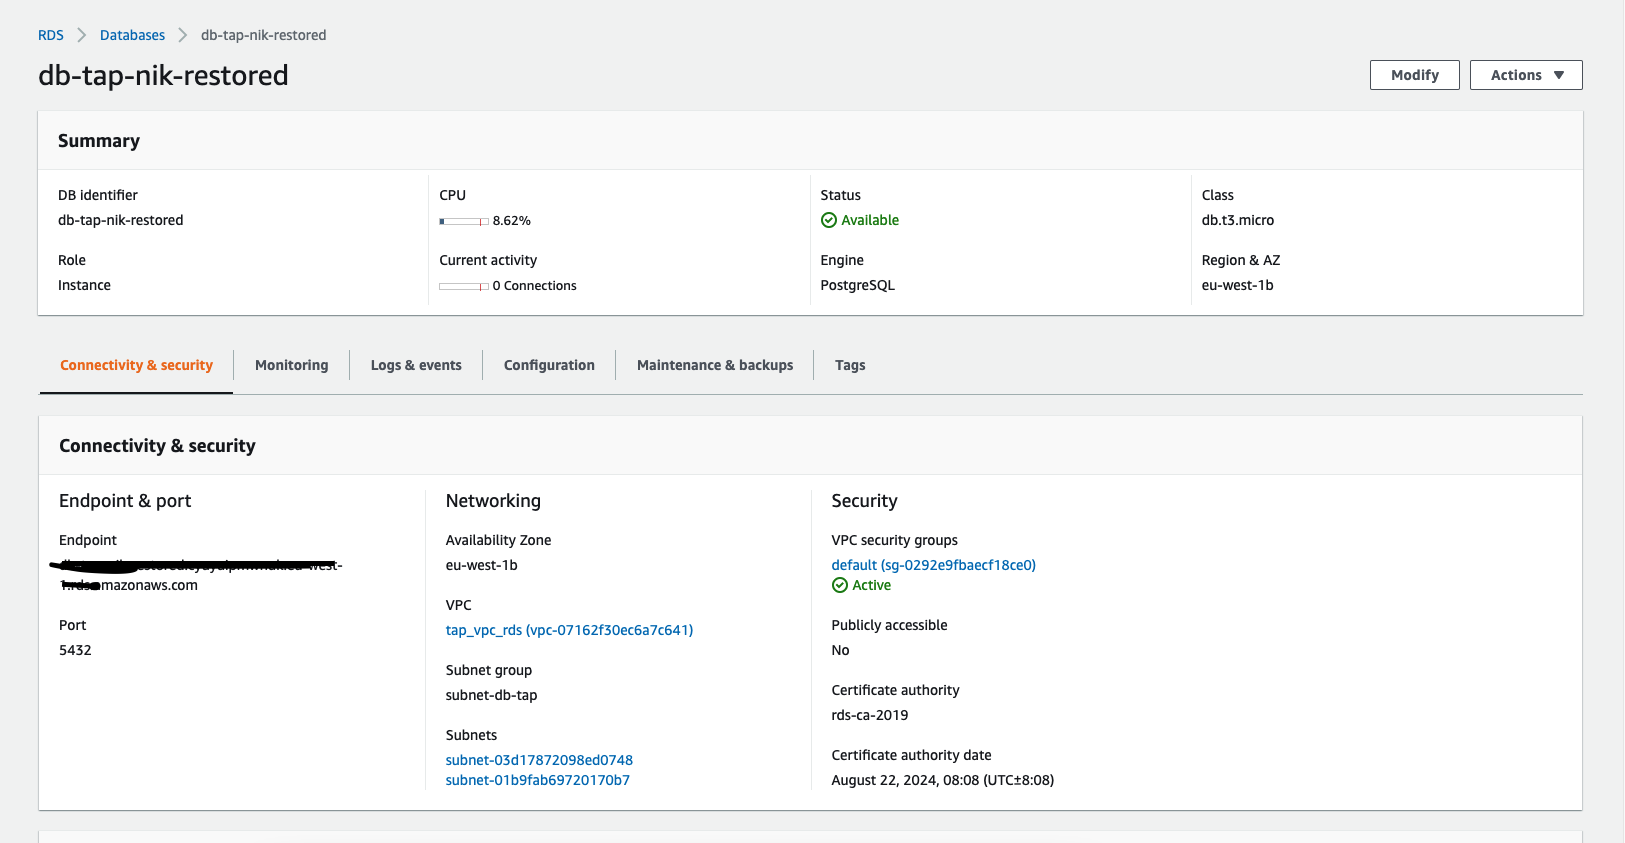 RDS > Databases > db-tap-nik-restored
db-tap-nik-restored
Modify
Actions
Summary
DB identifier
db-tap-nik-restored
CPU
8.62%
Status
Available
Class
db.t3.micro
Role
Instance
Current activity
0 Connections
Engine
PostgreSQL
Region & AZ
eu-west-1b
Connectivity & security
Monitoring
Logs & events
Configuration
Maintenance & backups
Tags
Connectivity & security
Endpoint & port
Endpoint
amazonaws.com
Port
5432
Networking
Availability Zone
eu-west-1b
VPC
tap_vpc_rds (vpc-07162f30ec6a7c641)
Subnet group
subnet-db-tap
Subnets
subnet-03d17872098ed0748
subnet-01b9fab69720170b7
Security
VPC security groups
default (sg-0292e9fbaecf18ce0)
Active
Publicly accessible
No
Certificate authority
rds-ca-2019
Certificate authority date
August 22, 2024, 08:08 (UTC±8:08)